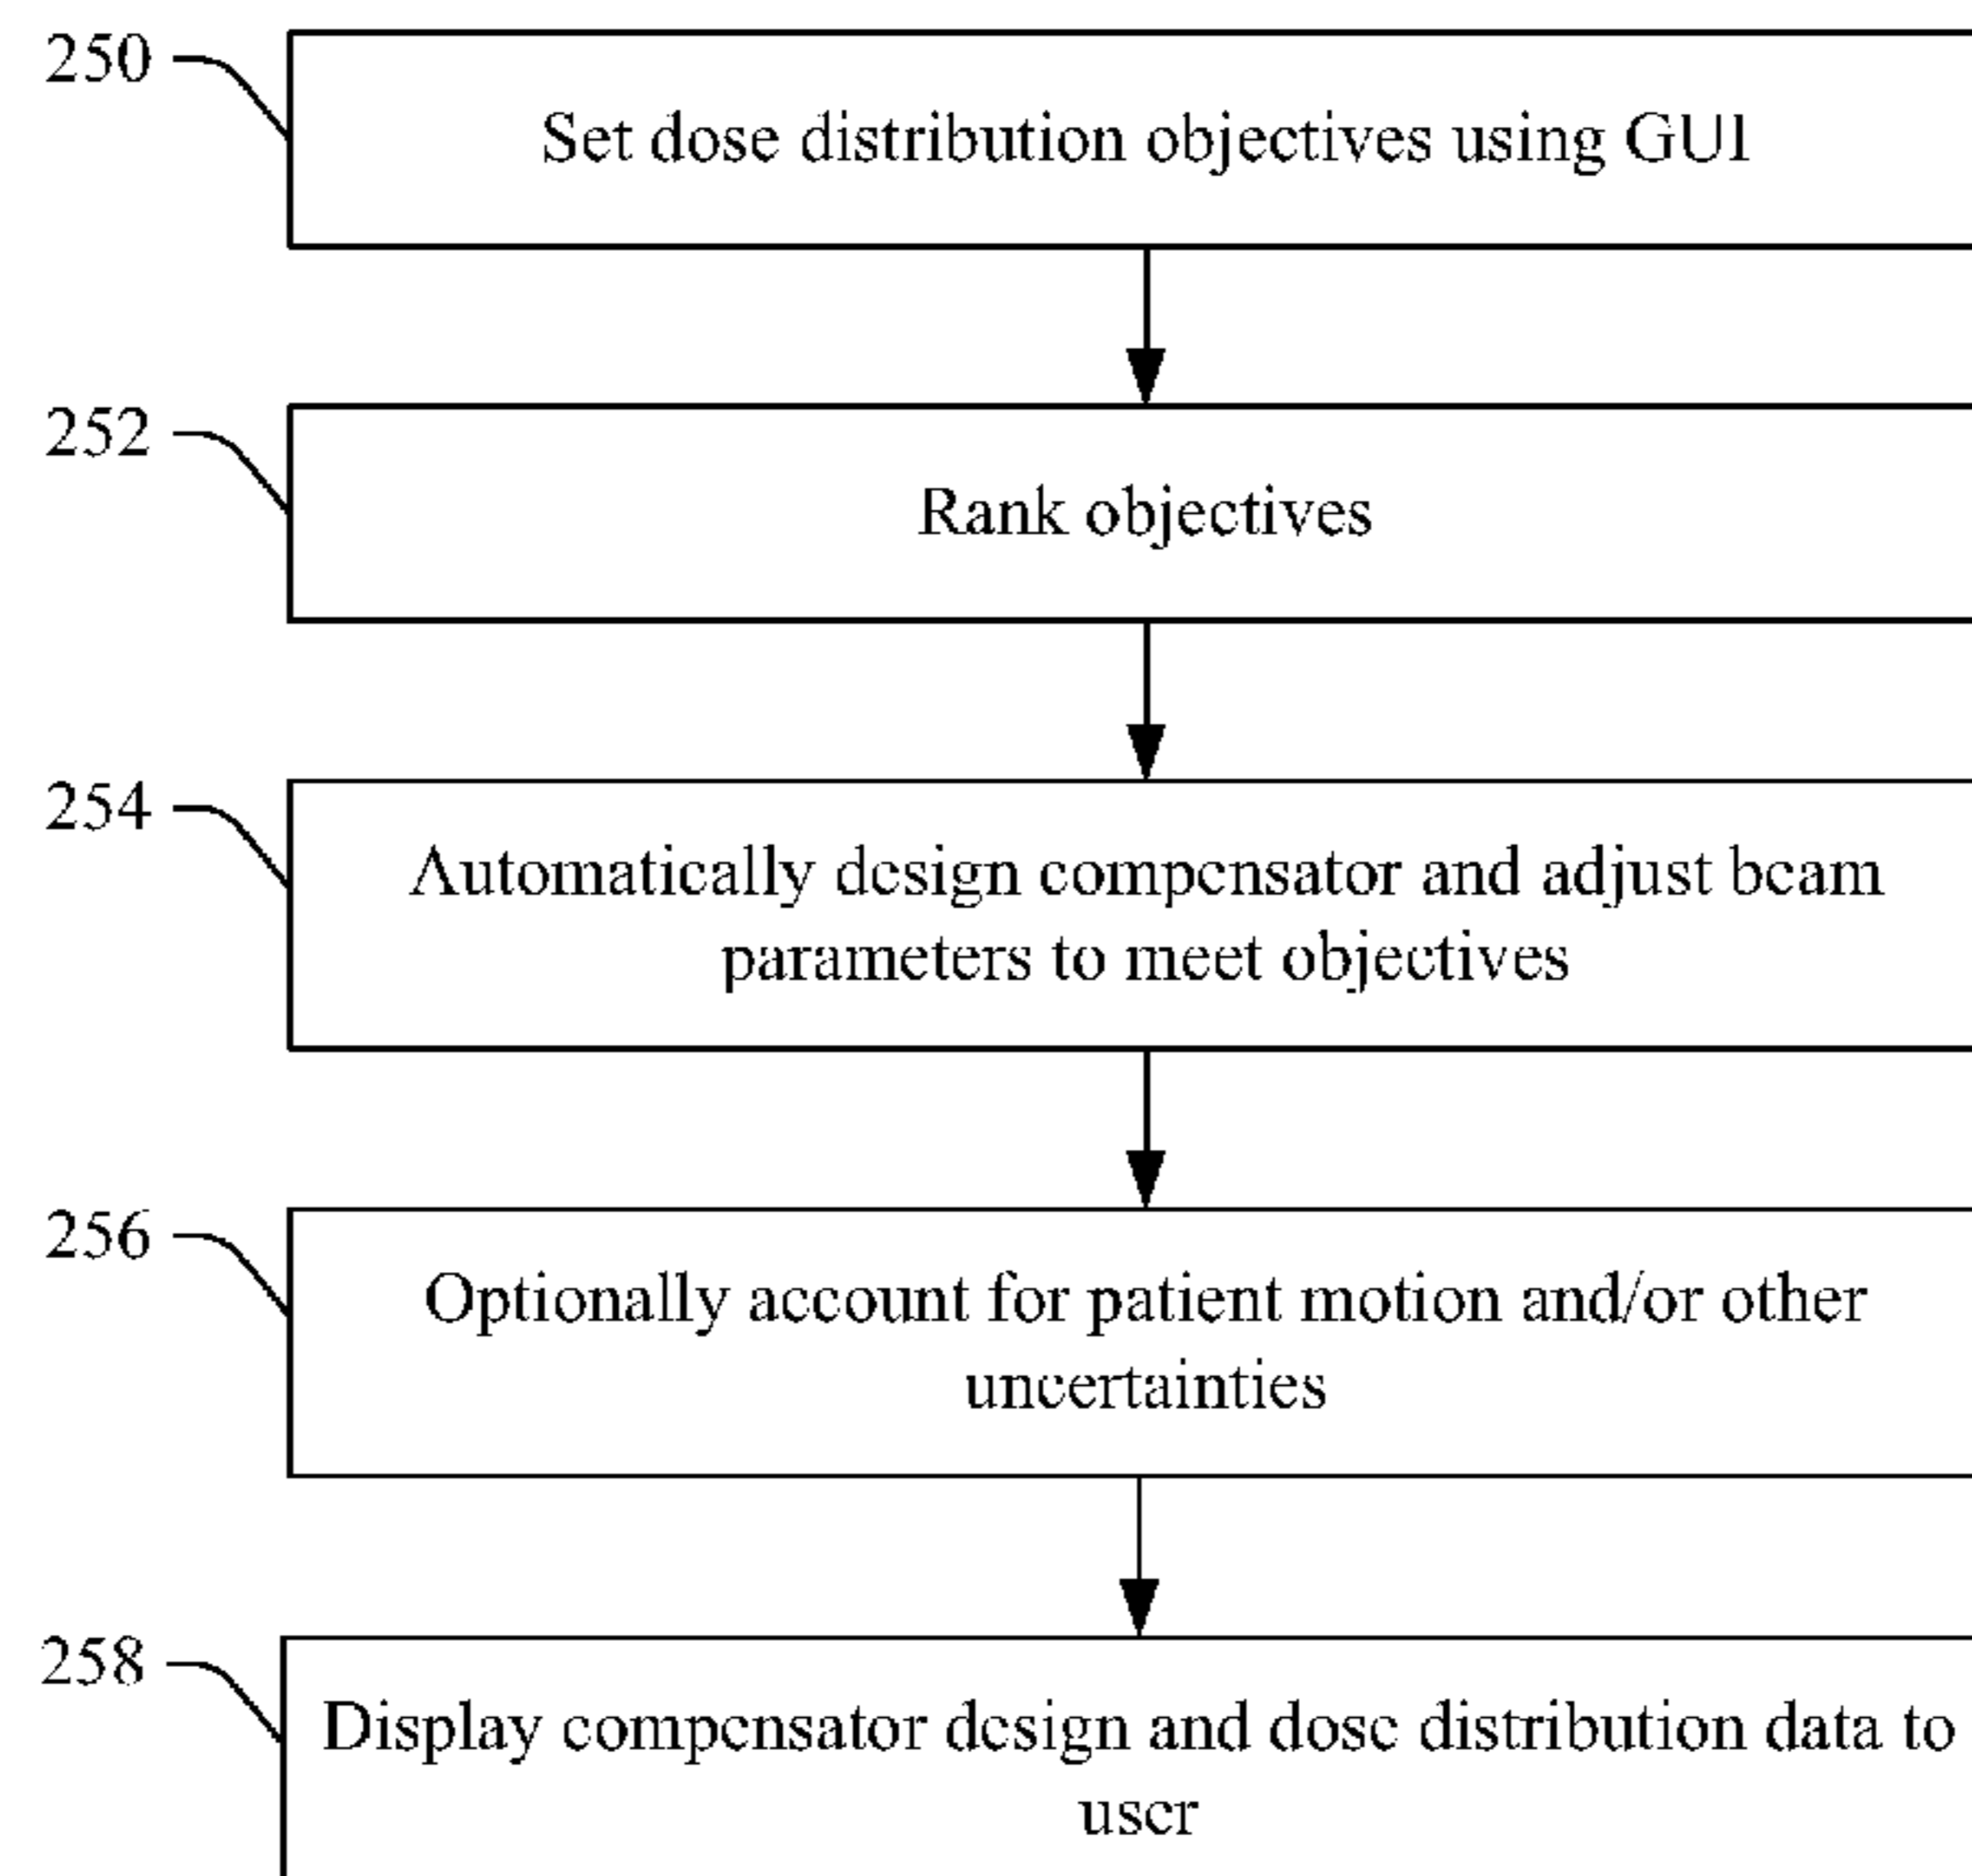 250
Set dose distribution objectives using GUI
252
Rank objectives
254
Automatically design compensator and adjust beam
parameters to meet objectives
256
Optionally account for patient motion and/or other
uncertainties
258
Display compensator design and dose distribution data to
user